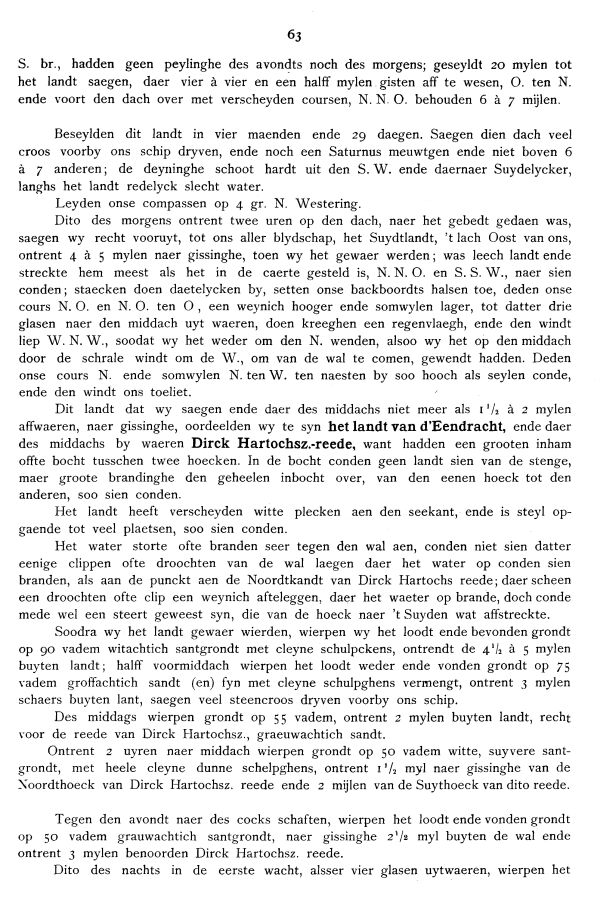 63
S. br., hadden geen peylinghe des avondts noch des morgens; geseyldt 20 mylen tot
het landt saegen, daer vier à vier en een halff mylen gisten aff te wesen, O. ten N.
ende voort den dach over met verscheyden coursen, N. N. O. behouden 6 à 7 mijlen.
Beseylden dit landt in vier maenden ende 29 daegen. Saegen dien dach veel
croos voorby ons schip dryven, ende noch een Saturnus meuwtgen ende niet boven 6
à 7 anderen; de deyninghe schoot hardt uit den S. W. ende daernaer Suydelycker,
langhs het landt redelyck slecht water.
Leyden onse compassen op 4 gr. N. Westering.
Dito des morgens ontrent twee uren op den dach, naer het gebedt gedaen was,
saegen wy recht vooruyt, tot ons aller blydschap, het Suydtlandt, 't lach Oost van ons,
ontrent 4 à 5 mylen naer gissinghe, toen wy het gewaer werden; was leech landt ende
streckte hem meest als het in de caerte gesteld is, N. N. O. en S. S. W., naer sien
conden; staecken doen daetelycken by, setten onse backboordts halsen toe, deden onse
cours N. O. en N. O. ten O, een weynich hooger ende somwylen lager, tot datter drie
glasen naer den middach uyt waeren, doen kreeghen een regenvlaegh, ende den windt
liep W. N. W., soodat wy het weder om den N. wenden, alsoo wy het op den middach
door de schrale windt om de W., om van de wal te comen, gewendt hadden. Deden
onse cours N. ende somwylen N. ten W. ten naesten by soo hooch als seylen conde,
ende den windt ons toeliet.
Dit landt dat wy saegen ende daer des middachs niet meer als 1 1/2 à 2 mylen
affwaeren, naer gissinghe, oordeelden wy te syn het landt van d'Eendracht, ende daer
des middachs by waeren Dirck Hartochsz.-reede, want hadden een grooten inham
offte bocht tusschen twee hoecken. In de bocht conden geen landt sien van de stenge,
maer groote brandinghe den geheelen inbocht over, van den eenen hoeck tot den
anderen, soo sien conden.
Het landt heeft verscheyden witte plecken aen den seekant, ende is steyl op-
gaende tot veel plaetsen, soo sien conden.
Het water storte ofte branden seer tegen den wal aen, conden niet sien datter
eenige clippen ofte droochten van de wal laegen daer het water op conden sien
branden, als aan de punckt aen de Noordtkandt van Dirck Hartochs reede; daer scheen
een droochten ofte clip een weynich afteleggen, daer het waeter op brande, doch conde
mede wel een steert geweest syn, die van de hoeck naer 't Suyden wat affstreckte.
Soodra wy het landt gewaer wierden, wierpen wy het loodt ende bevonden grondt
op 90 vadem witachtich santgrondt met cleyne schulpckens, ontrendt de 4 1/2 à 5 mylen
buyten landt; halff voormiddach wierpen het loodt weder ende vonden grondt op 75
vadem groffachtich sandt (en) fyn met cleyne schulpghens vermengt, ontrent 3 mylen
schaers buyten lant, saegen veel steencroos dryven voorby ons schip.
Des middags wierpen grondt op 55 vadem, ontrent 2 mylen buyten landt, recht
voor de reede van Dirck Hartochsz., graeuwachtich sandt.
Ontrent 2 uyren naer middach wierpen grondt op 50 vadem witte, suyvere sant-
grondt, met heele cleyne dunne schelpghens, ontrent 1 1/2 myl naer gissinghe van de
Noordthoeck van Dirck Hartochsz. reede ende 2 mijlen van de Suythoeck van dito reede.
Tegen den avondt naer des cocks schaften, wierpen het loodt ende vonden grondt
op 50 vadem grauwachtich santgrondt, naer gissinghe 2 1/2 myl buyten de wal ende
ontrent 3 mylen benoorden Dirck Hartochsz. reede.
Dito des nachts in de eerste wacht, alsser vier glasen uytwaeren, wierpen het